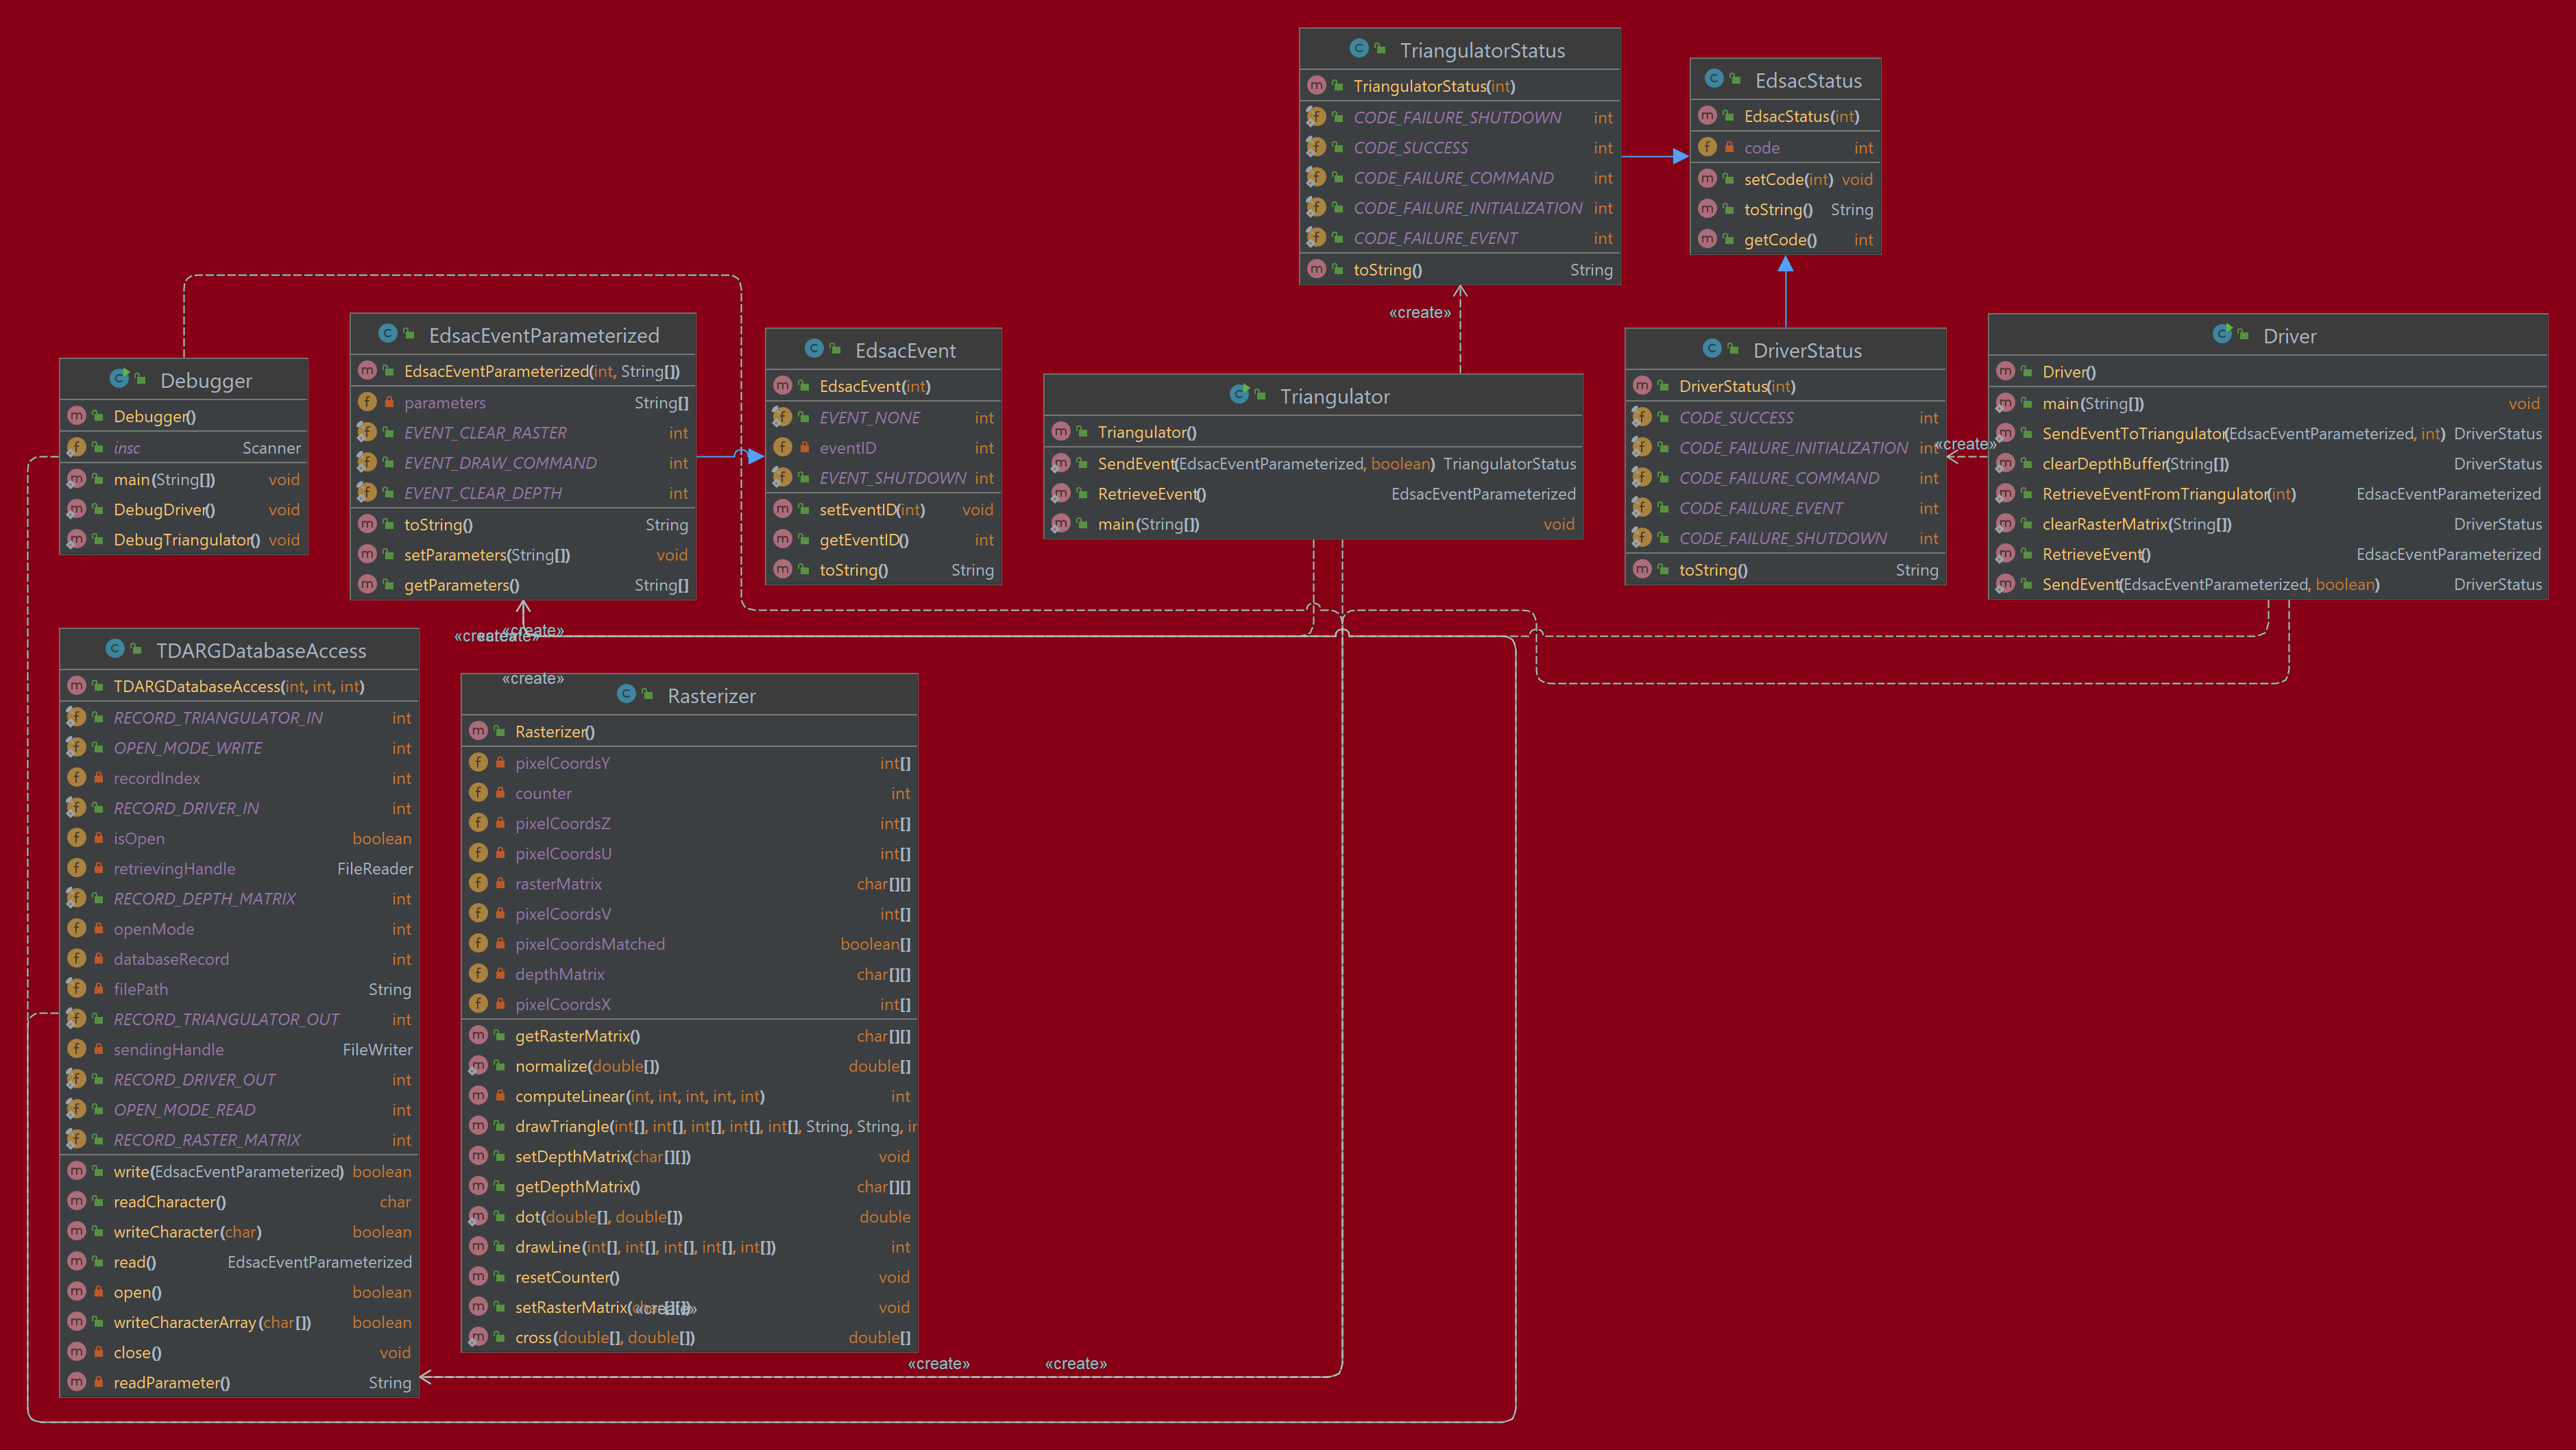 TriangulatorStatus
TriangulatorStatus(int)
CODE_FAILURE_SHUTDOWN int
CODE_SUCCESS int
CODE_FAILURE_COMMAND int
CODE_FAILURE_INITIALIZATION int
CODE_FAILURE_EVENT int
toString() String
EdsacStatus
EdsacStatus(int)
code int
setCode(int) void
toString() String
getCode() int
«create»
Debugger
Debugger()
insc Scanner
main(String[]) void
DebugDriver() void
DebugTriangulator() void
EdsacEventParameterized
EdsacEventParameterized(int, String[])
parameters String[]
EVENT_CLEAR_RASTER int
EVENT_DRAW_COMMAND int
EVENT_CLEAR_DEPTH int
toString() String
setParameters(String[]) void
getParameters() String[]
EdsacEvent
EdsacEvent(int)
EVENT_NONE int
eventID int
EVENT_SHUTDOWN int
setEventID(int) void
getEventID() int
toString() String
Triangulator
Triangulator()
SendEvent(EdsacEventParameterized, boolean) TriangulatorStatus
RetrieveEvent() EdsacEventParameterized
main(String[]) void
DriverStatus
DriverStatus(int)
CODE_SUCCESS int
CODE_FAILURE_INITIALIZATION int
CODE_FAILURE_COMMAND int
CODE_FAILURE_EVENT int
CODE_FAILURE_SHUTDOWN int
toString() String
«create»
Driver
Driver()
main(String[]) void
SendEventToTriangulator(EdsacEventParameterized, int) DriverStatus
clearDepthBuffer(String[]) DriverStatus
RetrieveEventFromTriangulator(int) EdsacEventParameterized
clearRasterMatrix(String[]) DriverStatus
RetrieveEvent() EdsacEventParameterized
SendEvent(EdsacEventParameterized, boolean) DriverStatus
«create»
«create»
«create»
«create»
TDARGDatabaseAccess
TDARGDatabaseAccess(int, int, int)
RECORD_TRIANGULATOR_IN int
OPEN_MODE_WRITE int
recordIndex int
RECORD_DRIVER_IN int
isOpen boolean
retrievingHandle FileReader
RECORD_DEPTH_MATRIX int
openMode int
databaseRecord int
filePath String
RECORD_TRIANGULATOR_OUT int
sendingHandle FileWriter
RECORD_DRIVER_OUT int
OPEN_MODE_READ int
RECORD_RASTER_MATRIX int
write(EdsacEventParameterized) boolean
readCharacter() char
writeCharacter(char) boolean
read() EdsacEventParameterized
open() boolean
writeCharacterArray(char[]) boolean
close() void
readParameter() String
Rasterizer
Rasterizer()
pixelCoordsY int[]
counter int
pixelCoordsZ int[]
pixelCoordsU int[]
rasterMatrix char[][]
pixelCoordsV int[]
pixelCoordsMatched boolean[]
depthMatrix char[][]
pixelCoordsX int[]
getRasterMatrix() char[][]
normalize(double[]) double[]
computeLinear(int, int, int, int, int) int
drawTriangle(int[], int[], int[], int[], int[], String, String, ir
setDepthMatrix(char[][]) void
getDepthMatrix() char[][]
dot(double[], double[]) double
drawLine(int[], int[], int[], int[], int[]) int
resetCounter() void
setRasterMatrix(char[][]) void
«create»
cross(double[], double[]) double[]
«create» «create»